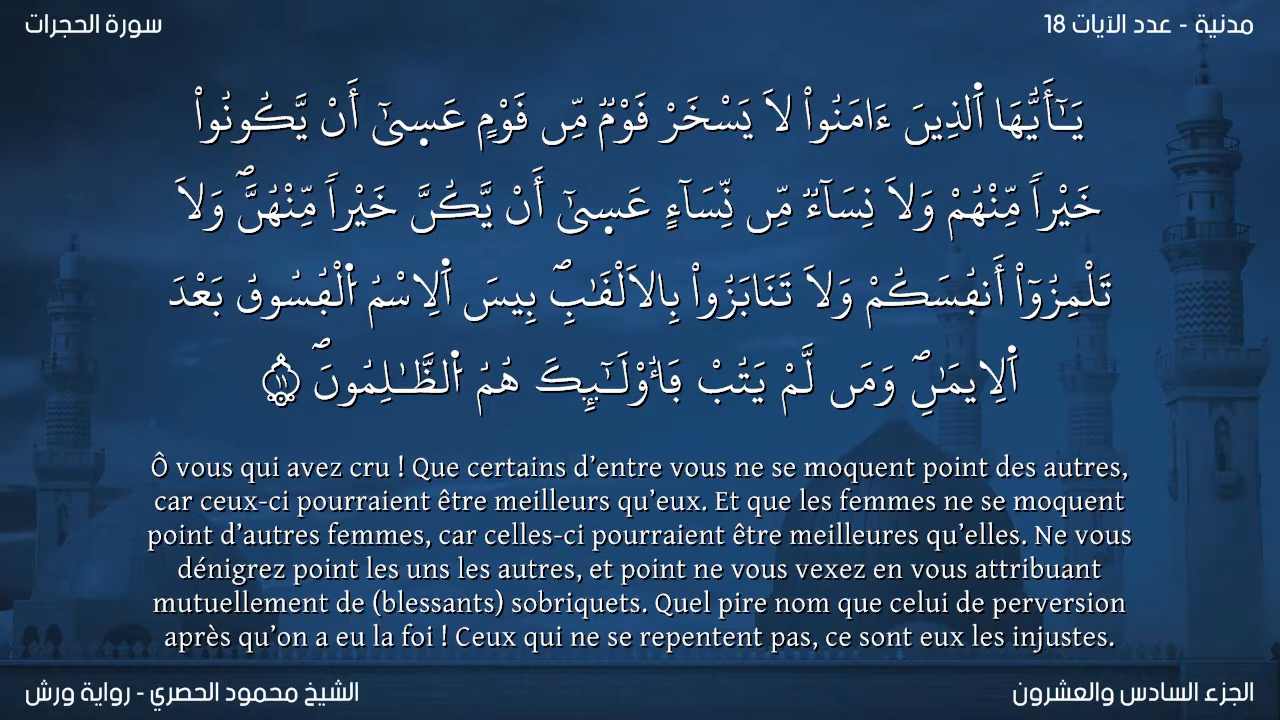 مدنية - عدد الآيات 18
سورة الحجرات
يَـٰٓأَيُّهَا ٱلذِينَ ءَامَنُواْ لَا يَسْخَرْ قَوْمٞ مِّن قَوْمٍ عَس۪ىٰٓ أَنْ يَّكُونُواْ
خَيْراٗ مِّنْهُمْ وَلَا نِسَآءٞ مِّن نِّسَآءٍ عَس۪ىٰٓ أَنْ يَّكُنَّ خَيْراٗ مِّنْهُنَّۖ وَلَا
تَلْمِزُوٓاْ أَنفُسَكُمْ وَلَا تَنَابَزُواْ بِالَالْقَٰبِۖ بِيسَ ٱَلِاسْمُ ٱُلْفُسُوقُ بَعْدَ
ٱَلِايمَٰنِۖ وَمَن لَّمْ يَتُبْ فَأُوْلَـٰٓئِكَ هُمُ ٱُلظَّـٰلِمُونَۖ ۝١١
Ô vous qui avez cru ! Que certains d’entre vous ne se moquent point des autres,
car ceux-ci pourraient être meilleurs qu’eux. Et que les femmes ne se moquent
point d’autres femmes, car celles-ci pourraient être meilleures qu’elles. Ne vous
dénigrez point les uns les autres, et point ne vous vexez en vous attribuant
mutuellement de (blessants) sobriquets. Quel pire nom que celui de perversion
après qu’on a eu la foi ! Ceux qui ne se repentent pas, ce sont eux les injustes.
الجزء السادس والعشرون
الشيخ محمود الحصري - رواية ورش